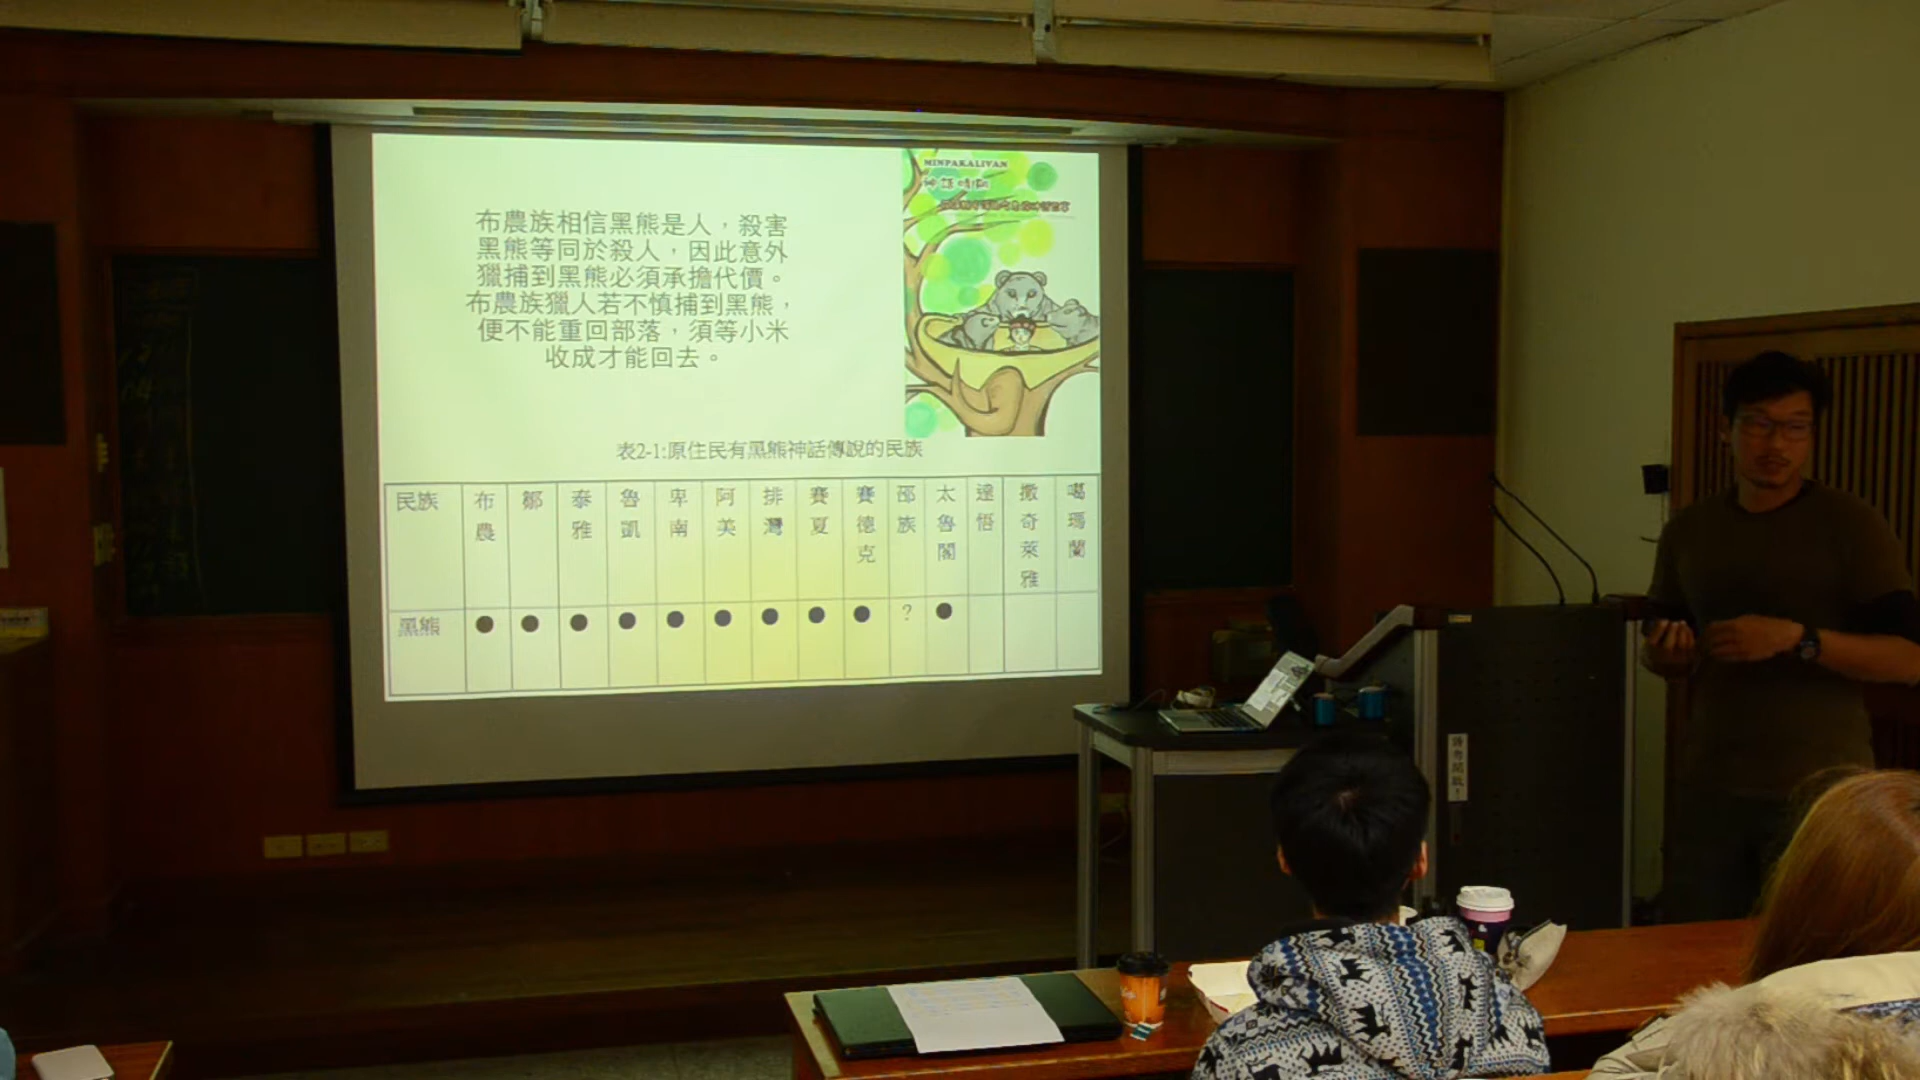 布農族相信黑熊是人，殺害
黑熊等同於殺人，因此意外
獵捕到黑熊必須承擔代價。
布農族獵人若不慎捕到黑熊，
便不能重回部落，須等小米
收成才能回去。
MINPAKALIVAN
表2-1:原住民有黑熊神話傳說的民族
民族 布農 鄒 泰雅 魯凱 卑南 阿美 排灣 賽夏 賽德克 邵族 太魯閣 達悟 撒奇萊雅 噶瑪蘭
黑熊 ● ● ● ● ● ● ● ● ● ? ●